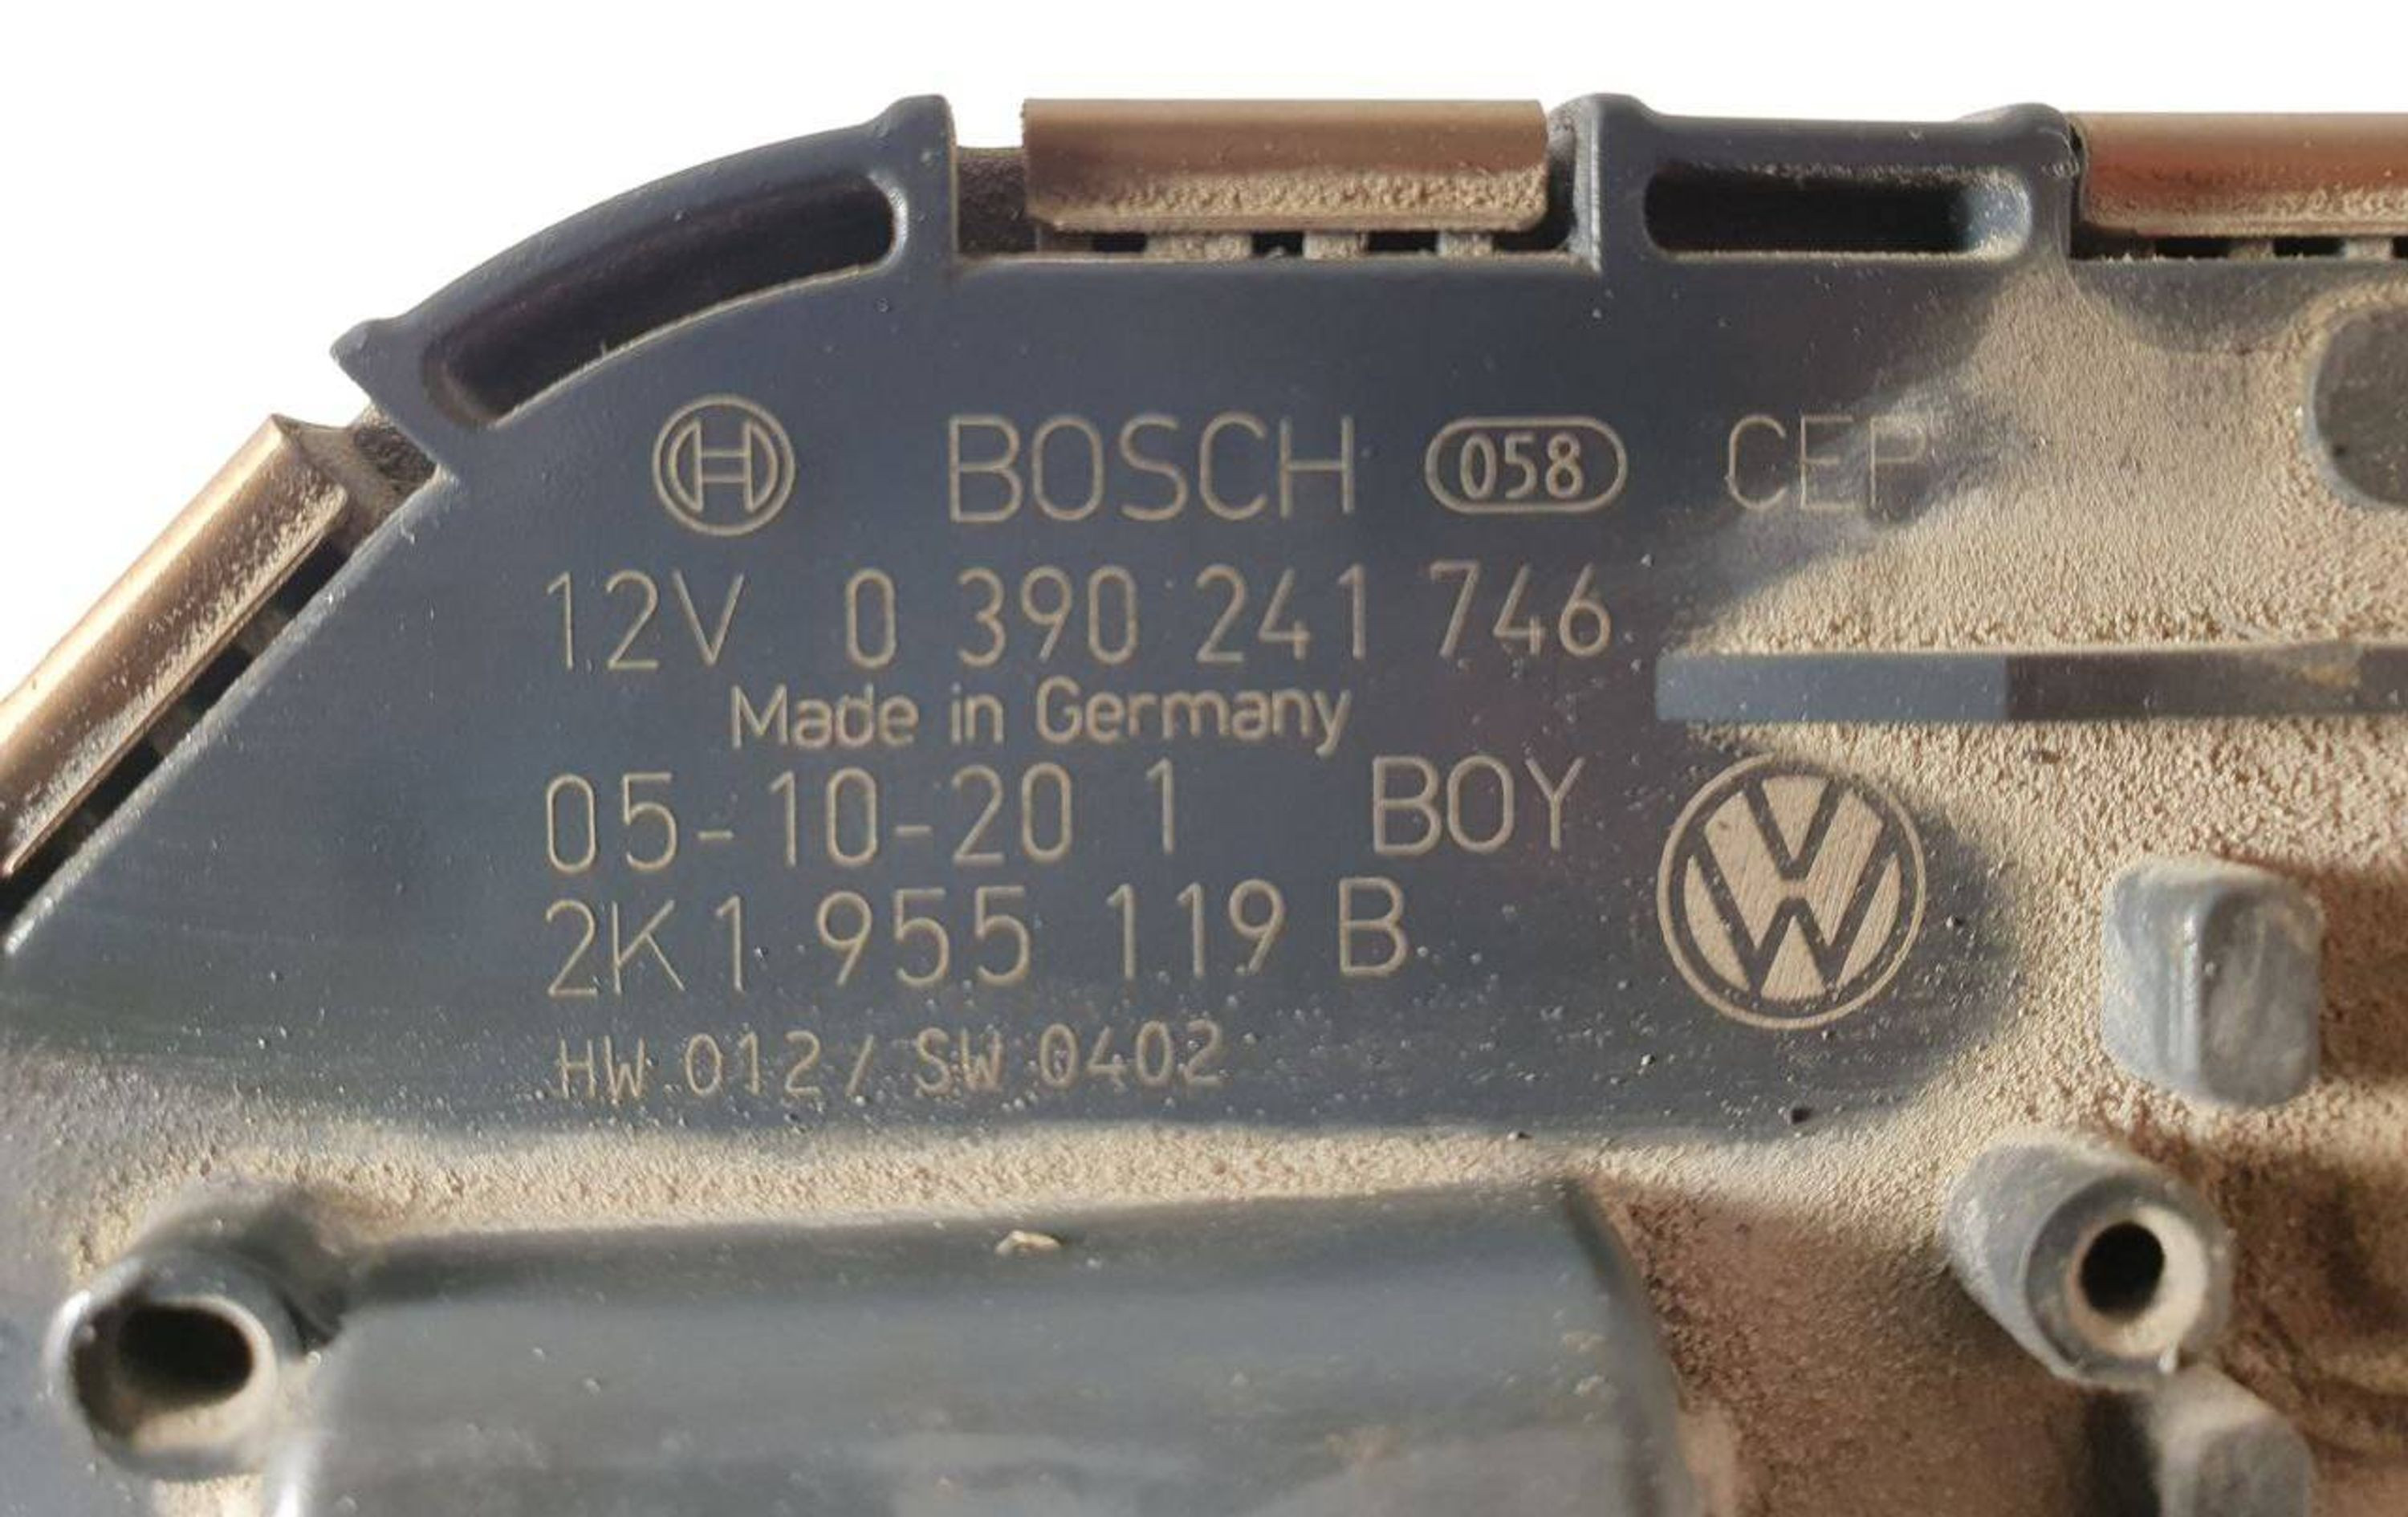 BOSCH 058 CEP
12V 0 390 241 746
Made in Germany
05-10-20 1 BOY
2K1 955 119 B
HW 012/ SW 0402